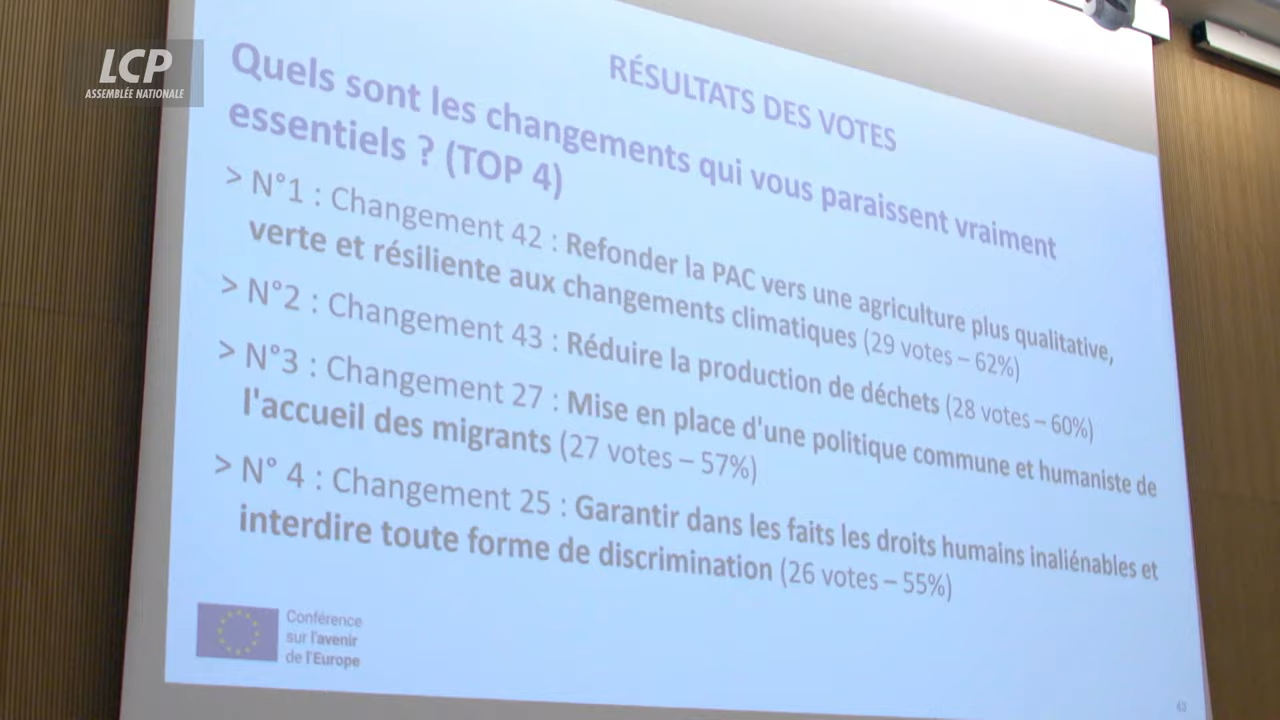 LCP
ASSEMBLÉE NATIONALE
RÉSULTATS DES VOTES
Quels sont les changements qui vous paraissent vraiment
essentiels ? (TOP 4)
> N°1 : Changement 42 : Refonder la PAC vers une agriculture plus qualitative,
verte et résiliente aux changements climatiques (29 votes – 62%)
> N°2 : Changement 43 : Réduire la production de déchets (28 votes – 60%)
> N°3 : Changement 27 : Mise en place d'une politique commune et humaniste de
l'accueil des migrants (27 votes – 57%)
> N° 4 : Changement 25 : Garantir dans les faits les droits humains inaliénables et
interdire toute forme de discrimination (26 votes – 55%)
Conférence
sur l'avenir
de l'Europe